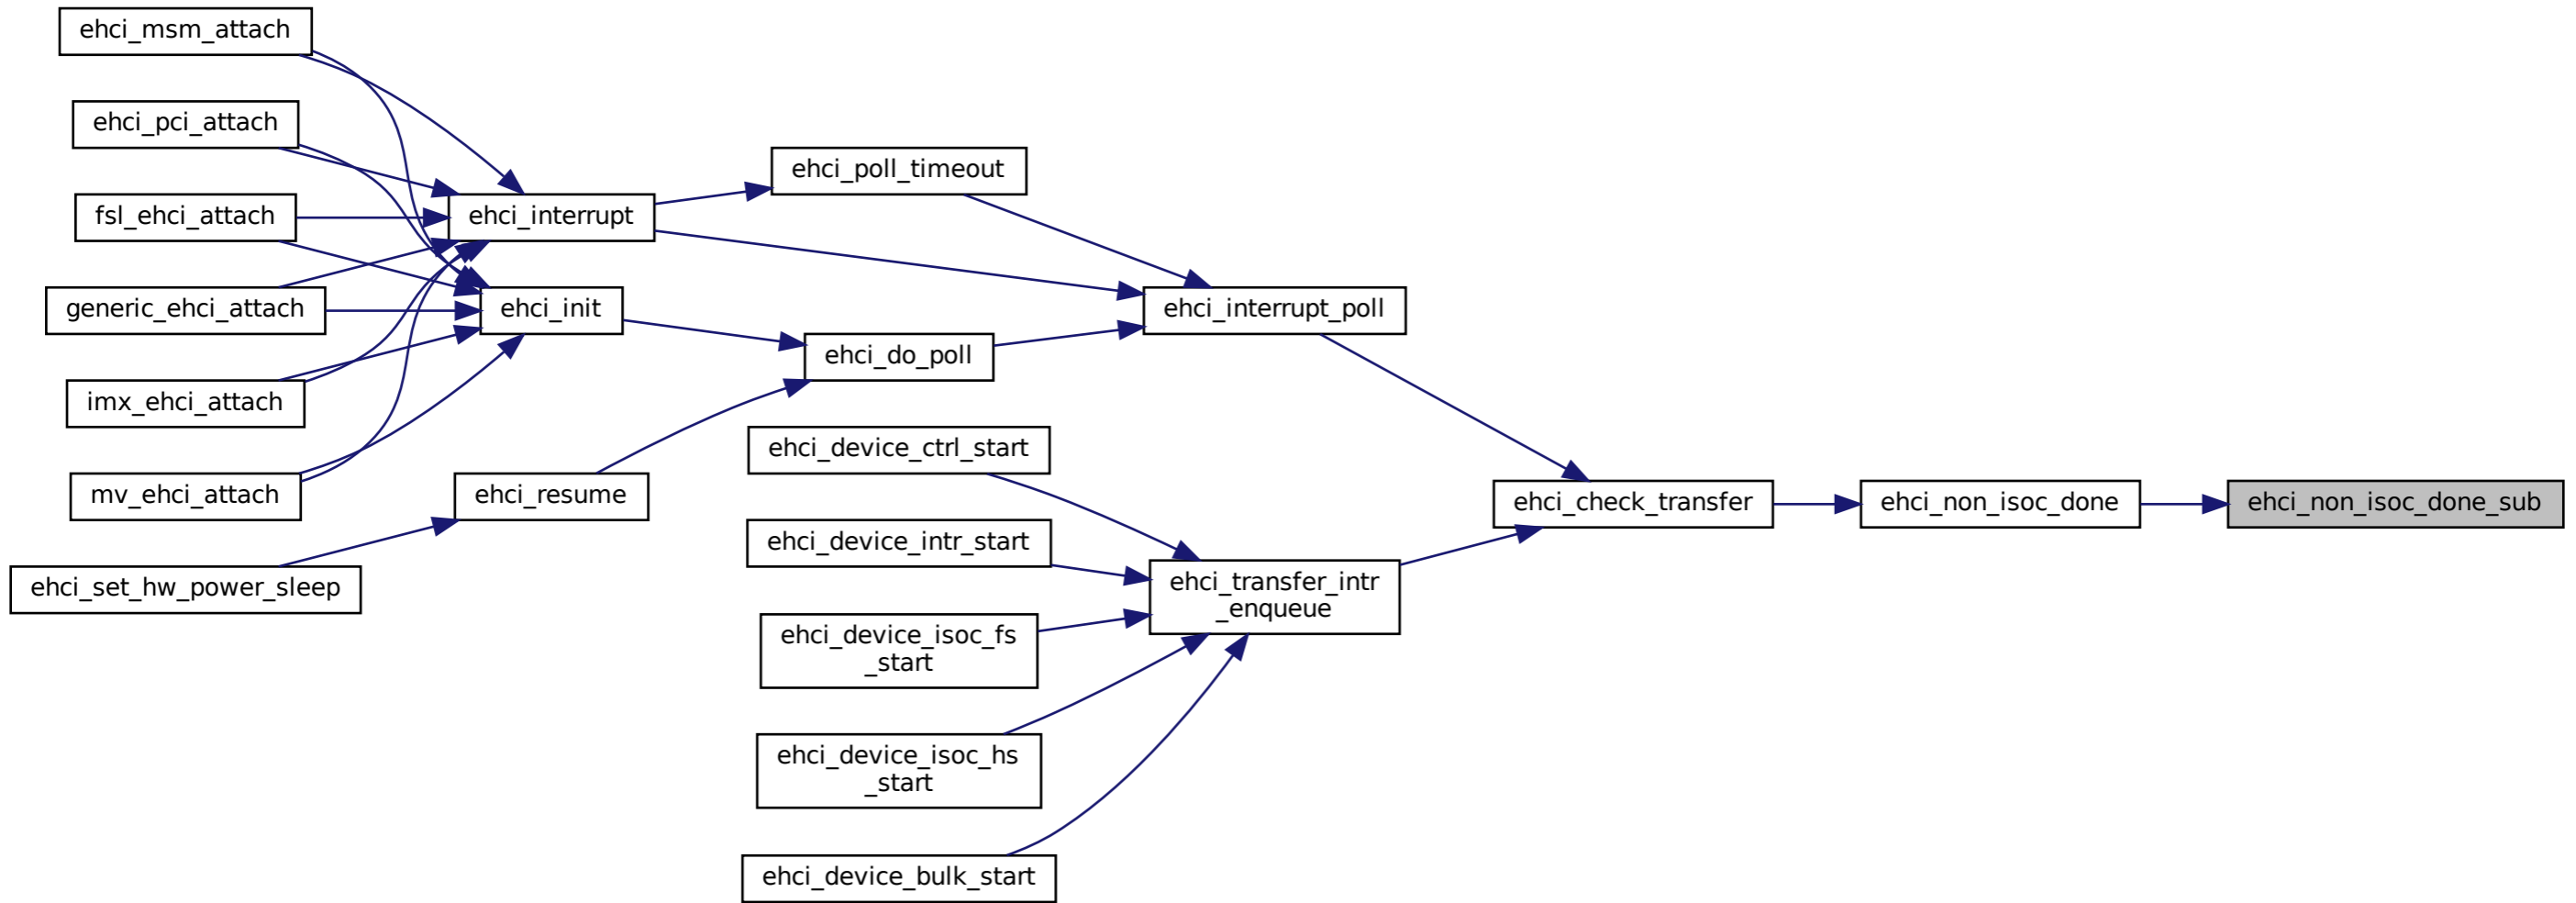 ehci_msm_attach
ehci_pci_attach
fsl_ehci_attach
generic_ehci_attach
imx_ehci_attach
mv_ehci_attach
ehci_set_hw_power_sleep
ehci_interrupt
ehci_init
ehci_resume
ehci_poll_timeout
ehci_do_poll
ehci_device_ctrl_start
ehci_device_intr_start
ehci_device_isoc_fs
_start
ehci_device_isoc_hs
_start
ehci_device_bulk_start
ehci_interrupt_poll
ehci_transfer_intr
_enqueue
ehci_check_transfer
ehci_non_isoc_done
ehci_non_isoc_done_sub